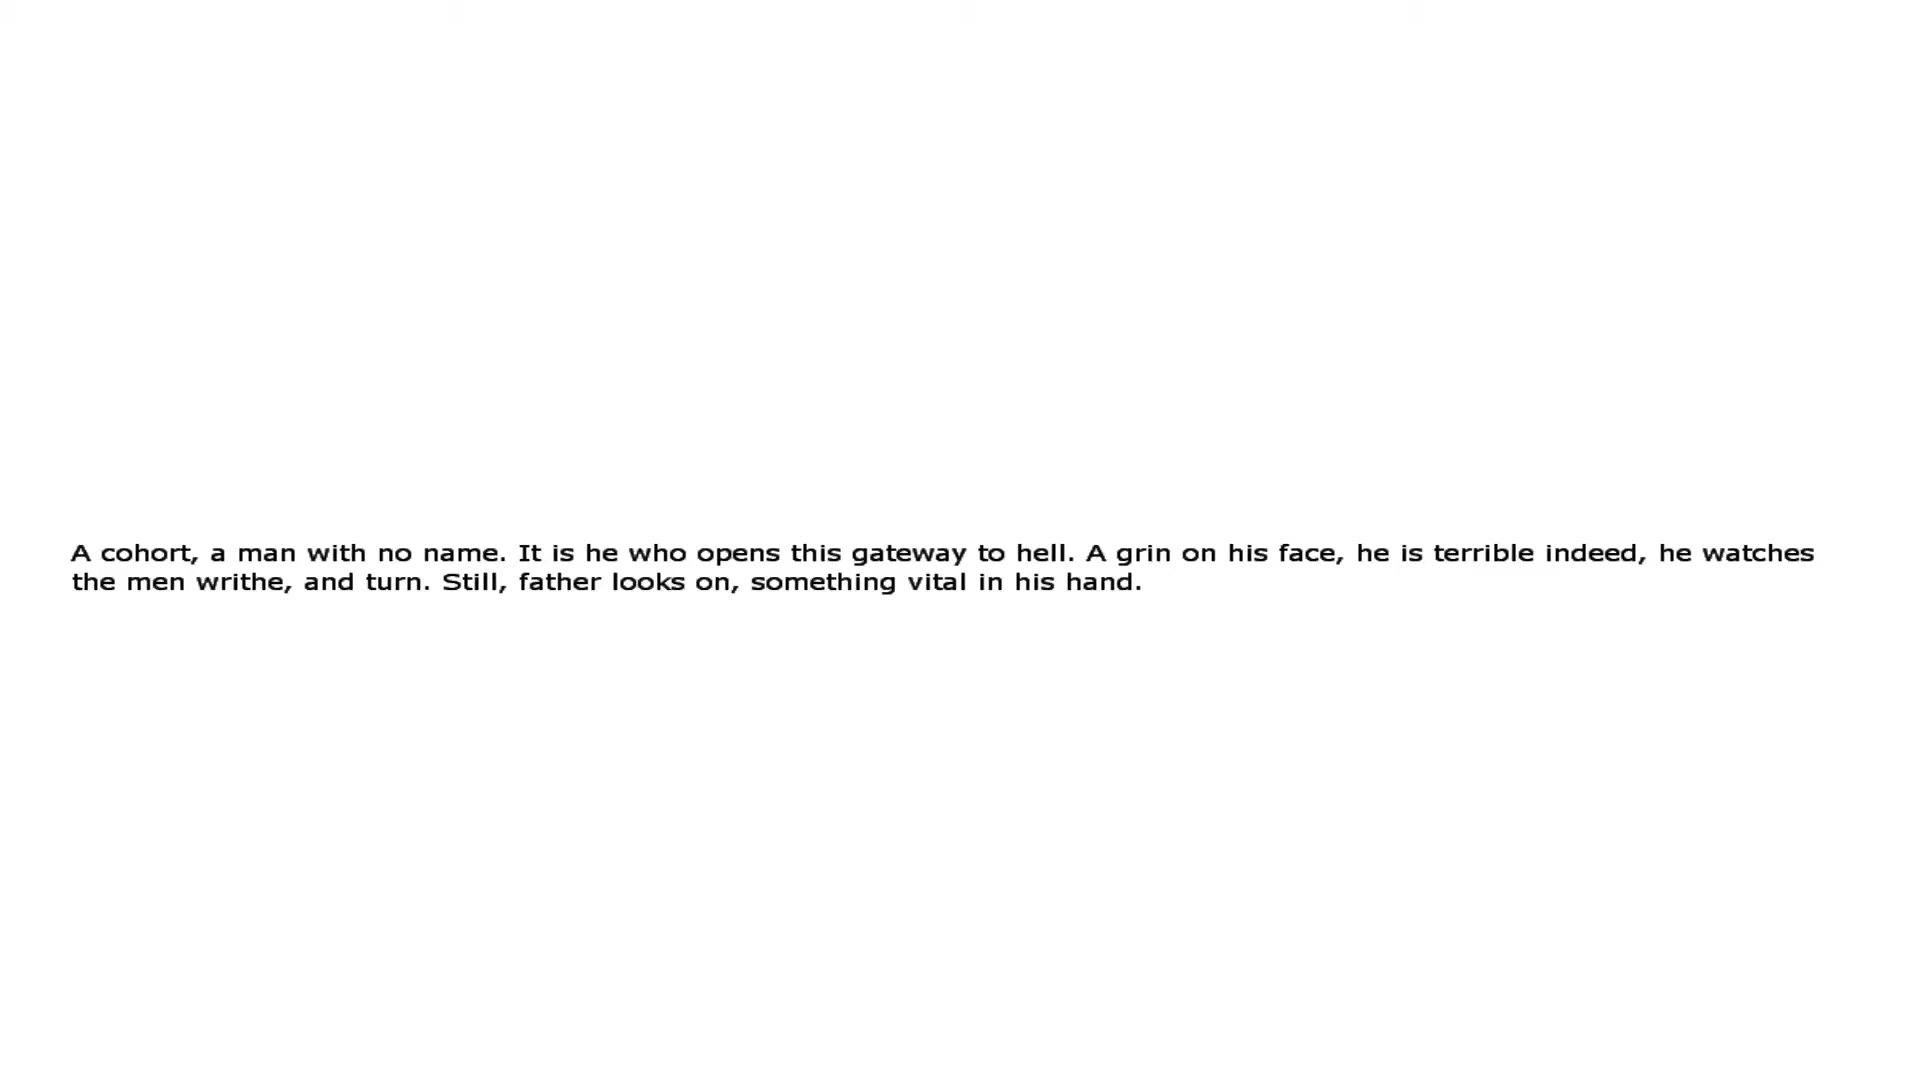 A cohort, a man with no name. It is he who opens this gateway to hell. A grin on his face, he is terrible indeed, he watches
the men writhe, and turn. Still, father looks on, something vital in his hand.